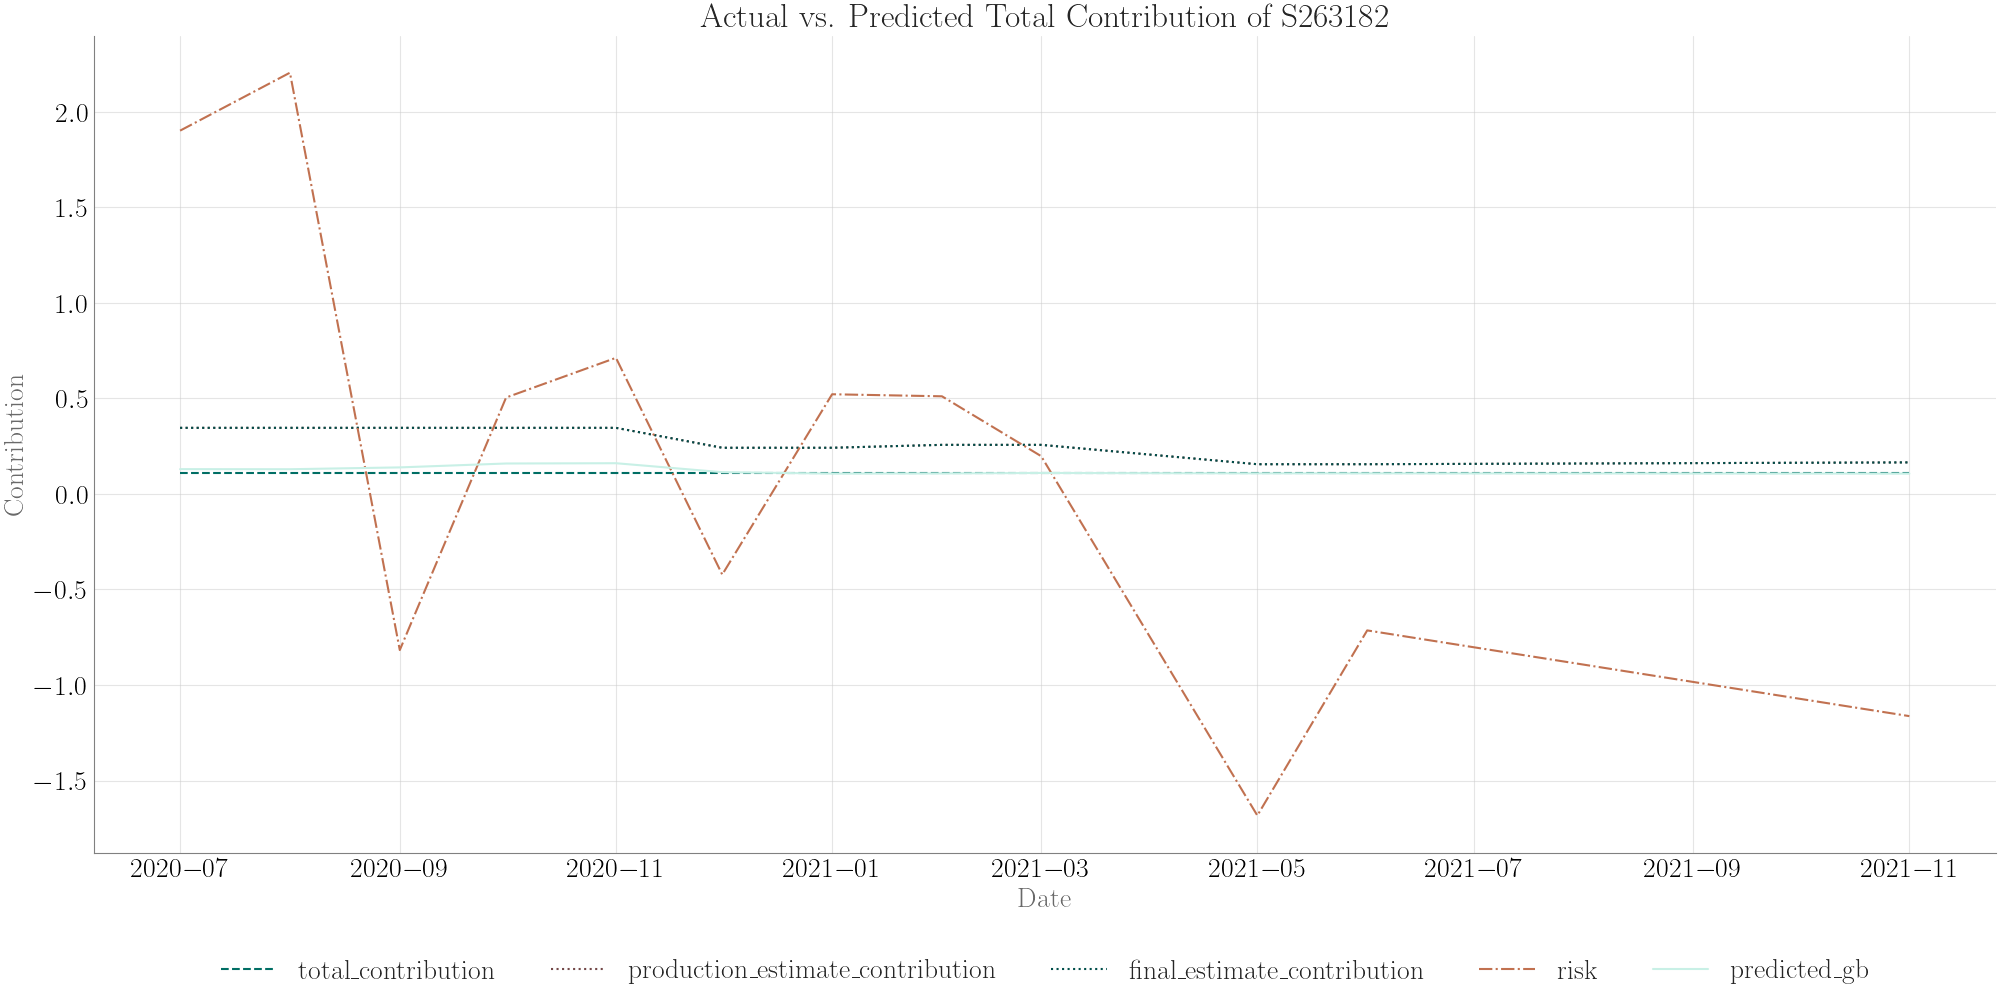 Actual vs. Predicted Total Contribution of S263182
Contribution
2.0
1.5
1.0
0.5
0.0
−0.5
−1.0
−1.5
2020−07 2020−09 2020−11 2021−01 2021−03 2021−05 2021−07 2021−09 2021−11
Date
total_contribution production_estimate_contribution final_estimate_contribution risk predicted_gb